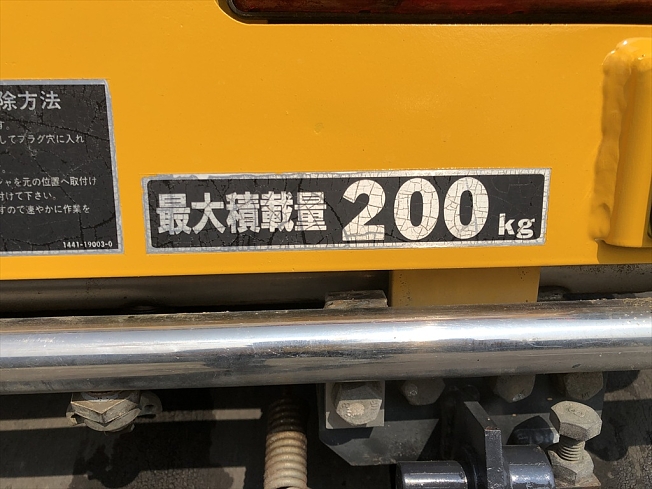 除方法
す。
してプラグ穴に入れ
シャを元の位置へ取付け
付けて下さい。
すので速やかに作業を
1441-19003-0
最大積載量 200 kg